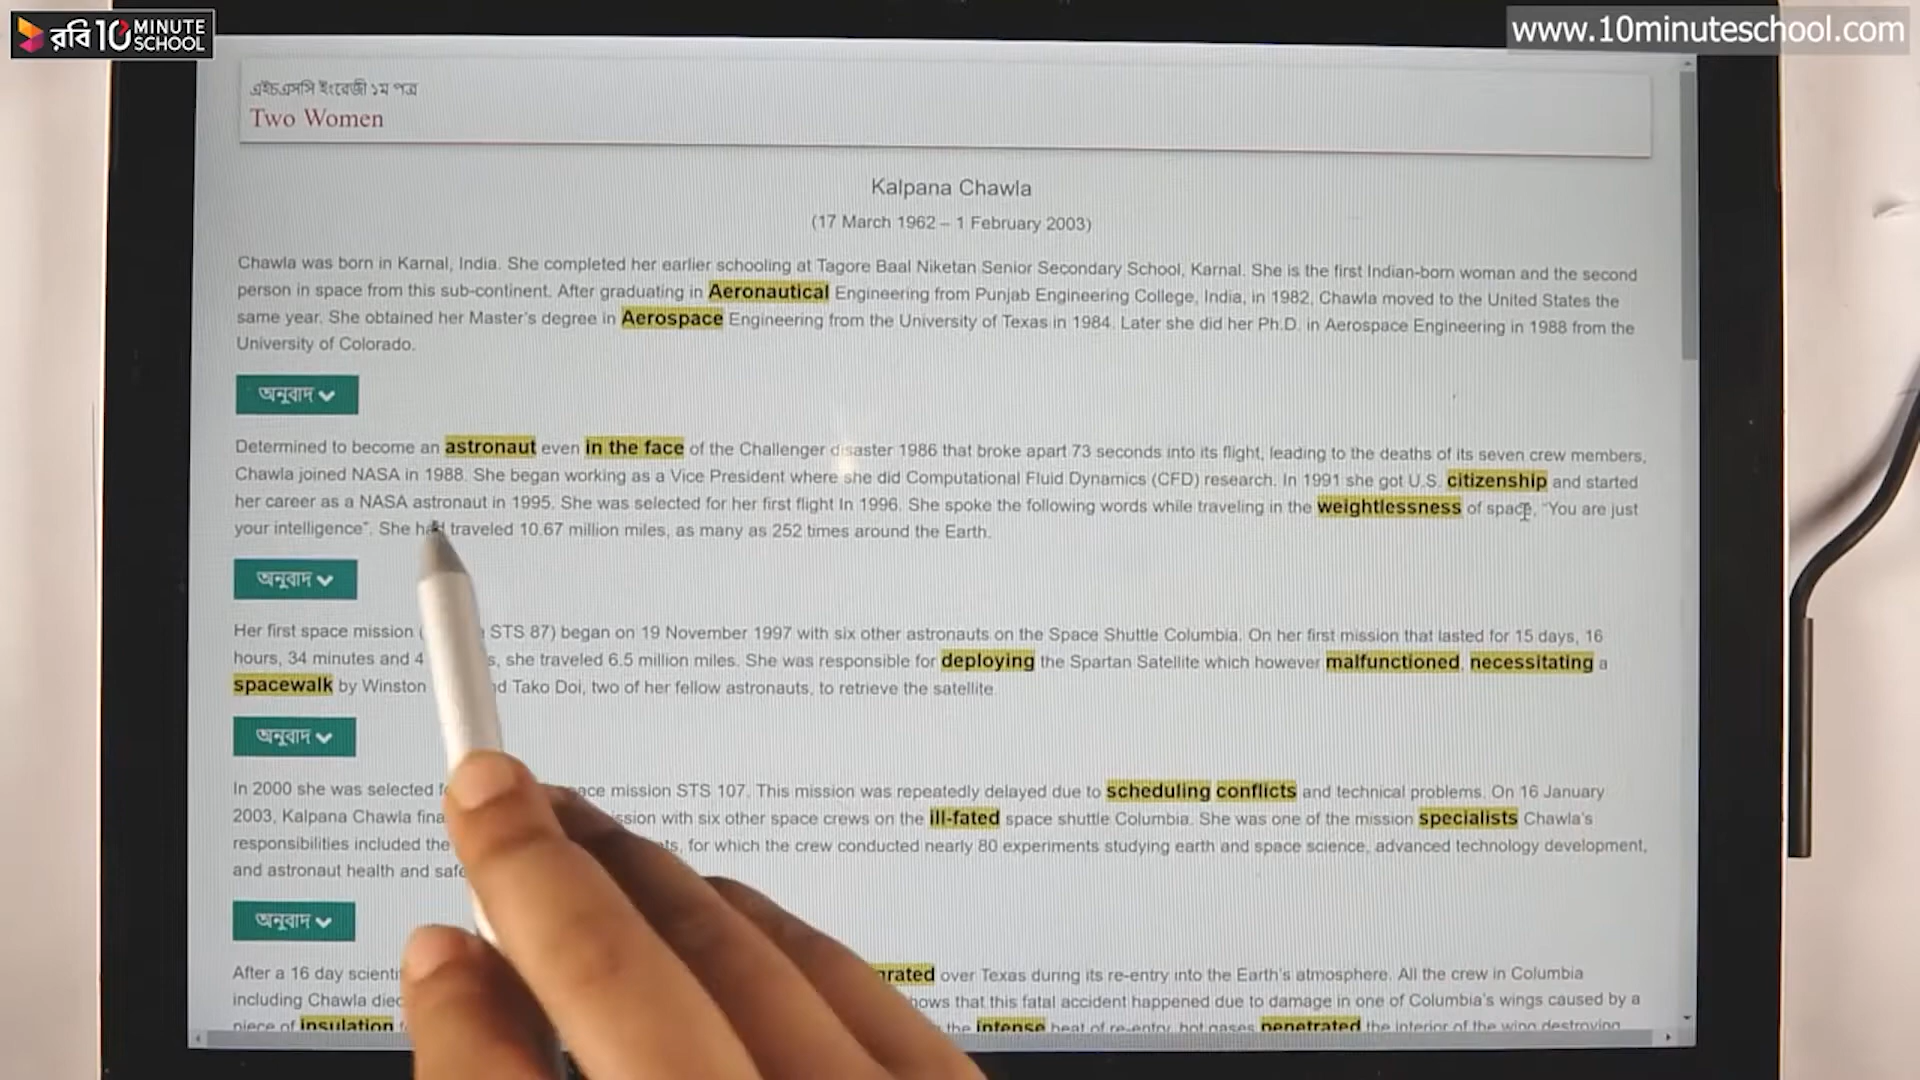 রবি 10 MINUTE SCHOOL
www.10minuteschool.com
এইচএসসি ইংরেজী ১ম পত্র
Two Women
Kalpana Chawla
(17 March 1962 – 1 February 2003)
Chawla was born in Karnal, India. She completed her earlier schooling at Tagore Baal Niketan Senior Secondary School, Karnal. She is the first Indian-born woman and the second
person in space from this sub-continent. After graduating in Aeronautical Engineering from Punjab Engineering College, India, in 1982, Chawla moved to the United States the
same year. She obtained her Master's degree in Aerospace Engineering from the University of Texas in 1984. Later she did her Ph.D. in Aerospace Engineering in 1988 from the
University of Colorado.
অনুবাদ
Determined to become an astronaut even in the face of the Challenger disaster 1986 that broke apart 73 seconds into its flight, leading to the deaths of its seven crew members,
Chawla joined NASA in 1988. She began working as a Vice President where she did Computational Fluid Dynamics (CFD) research. In 1991 she got U.S. citizenship and started
her career as a NASA astronaut in 1995. She was selected for her first flight In 1996. She spoke the following words while traveling in the weightlessness of space, "You are just
your intelligence". She had traveled 10.67 million miles, as many as 252 times around the Earth.
অনুবাদ
Her first space mission ( STS 87) began on 19 November 1997 with six other astronauts on the Space Shuttle Columbia. On her first mission that lasted for 15 days, 16
hours, 34 minutes and 4 s, she traveled 6.5 million miles. She was responsible for deploying the Spartan Satellite which however malfunctioned, necessitating a
spacewalk by Winston nd Tako Doi, two of her fellow astronauts, to retrieve the satellite.
অনুবাদ
In 2000 she was selected f ace mission STS 107. This mission was repeatedly delayed due to scheduling conflicts and technical problems. On 16 January
2003, Kalpana Chawla fina ssion with six other space crews on the ill-fated space shuttle Columbia. She was one of the mission specialists Chawla's
responsibilities included the ts, for which the crew conducted nearly 80 experiments studying earth and space science, advanced technology development,
and astronaut health and safe
অনুবাদ
After a 16 day scienti rated over Texas during its re-entry into the Earth's atmosphere. All the crew in Columbia
including Chawla died hows that this fatal accident happened due to damage in one of Columbia's wings caused by a
piece of insulation the intense heat of re-entry, hot gases penetrated the interior of the wing destroying